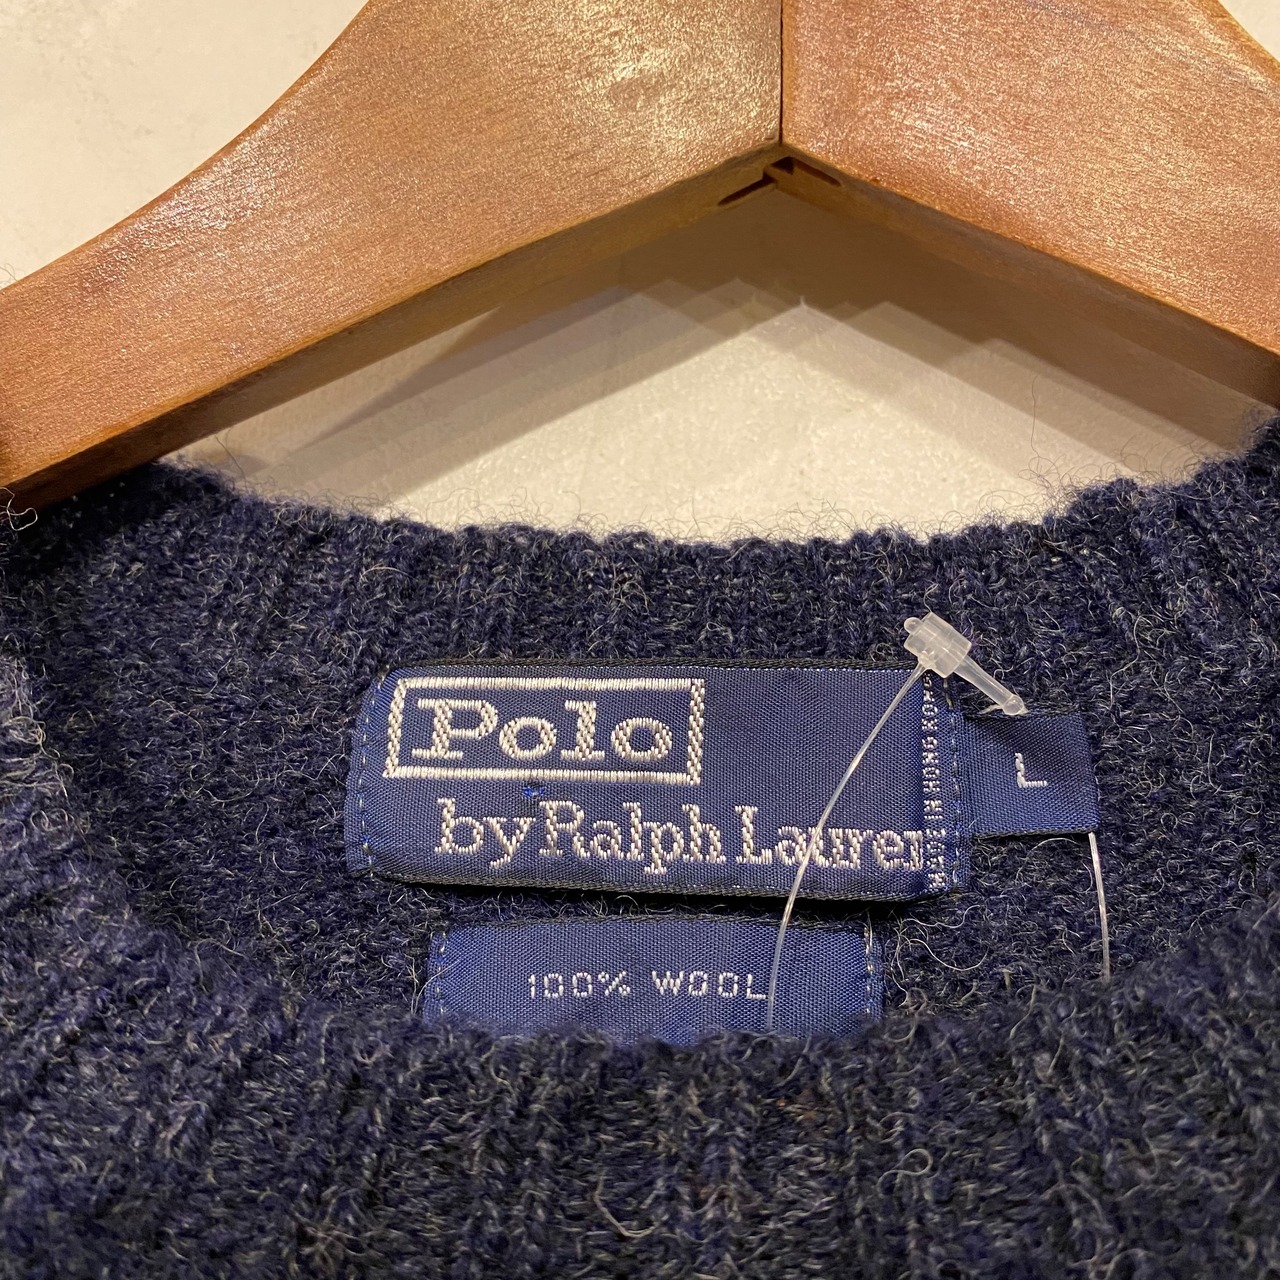 Polo
by Ralph Lauren
MADE IN HONG KONG
L
100% WOOL